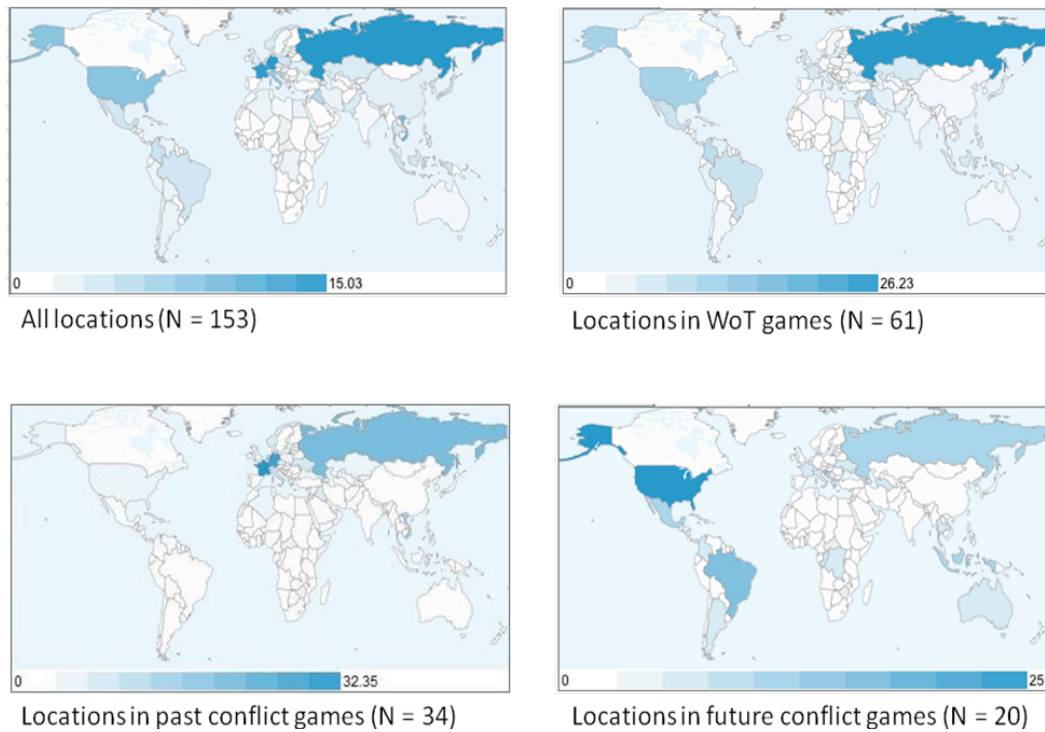 0 15.03
0 26.23
All locations (N = 153)
Locations in WoT games (N = 61)
0 32.35
0 25
Locations in past conflict games (N = 34)
Locations in future conflict games (N = 20)